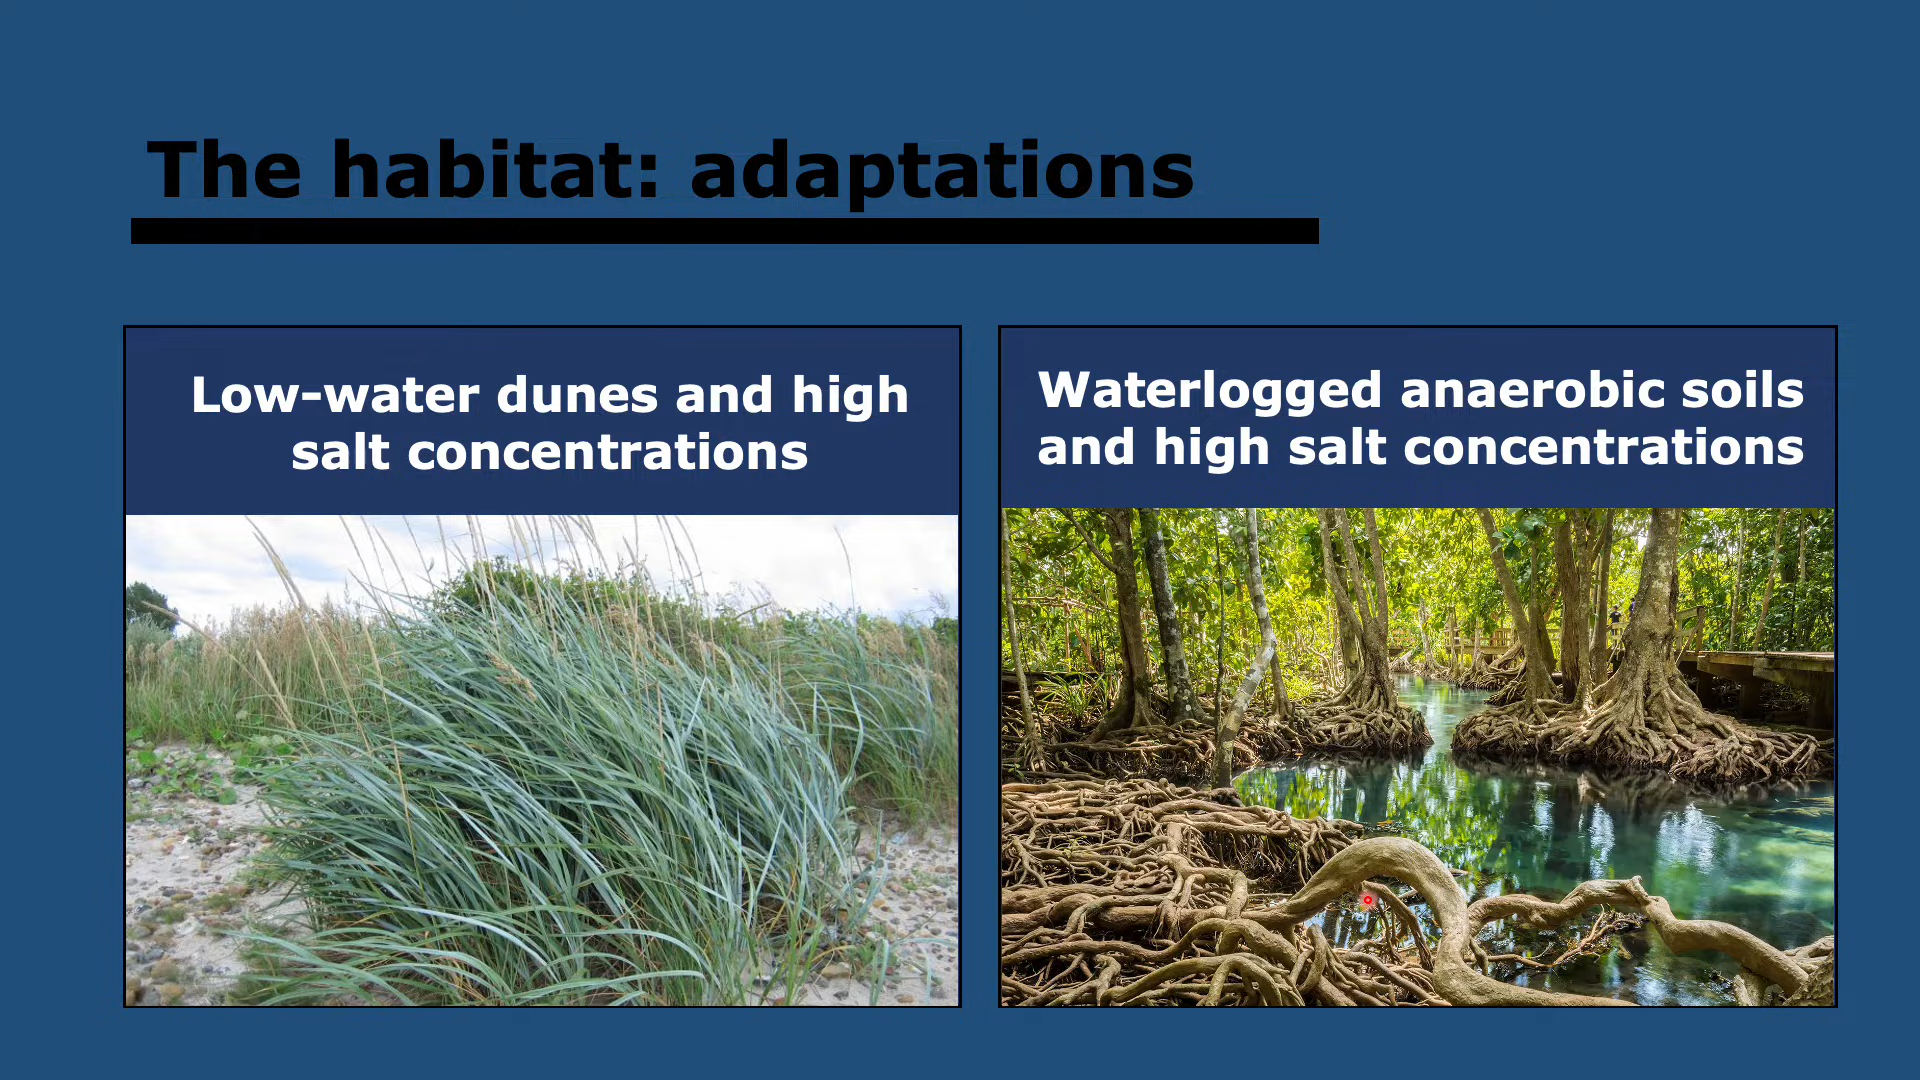 The habitat: adaptations
Low-water dunes and high
salt concentrations
Waterlogged anaerobic soils
and high salt concentrations